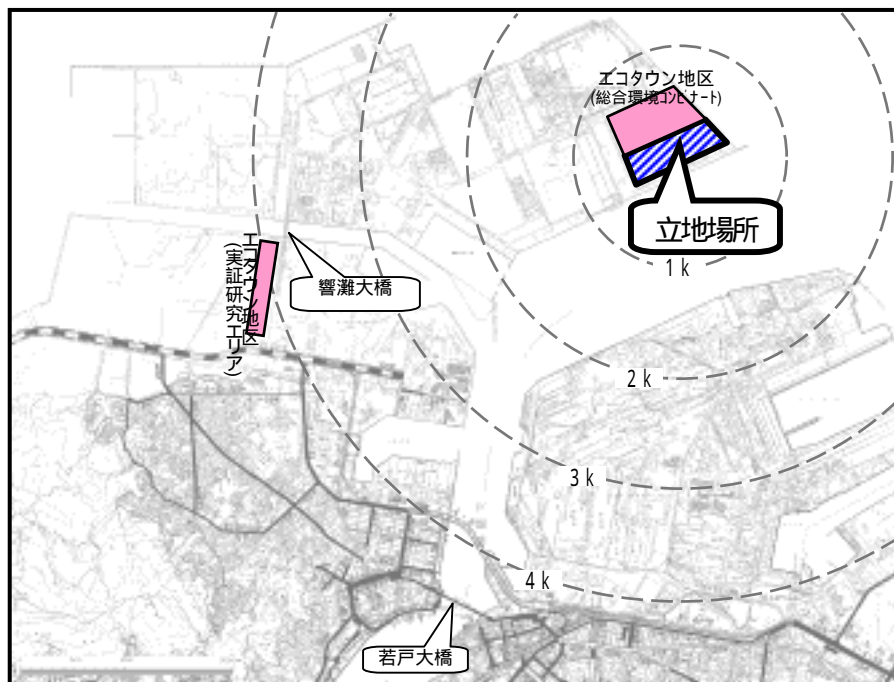 エコタウン地区
(総合環境コンビナート)
立地場所
1ｋ
エコタウン地区
(実証研究エリア)
響灘大橋
2ｋ
3ｋ
4ｋ
若戸大橋